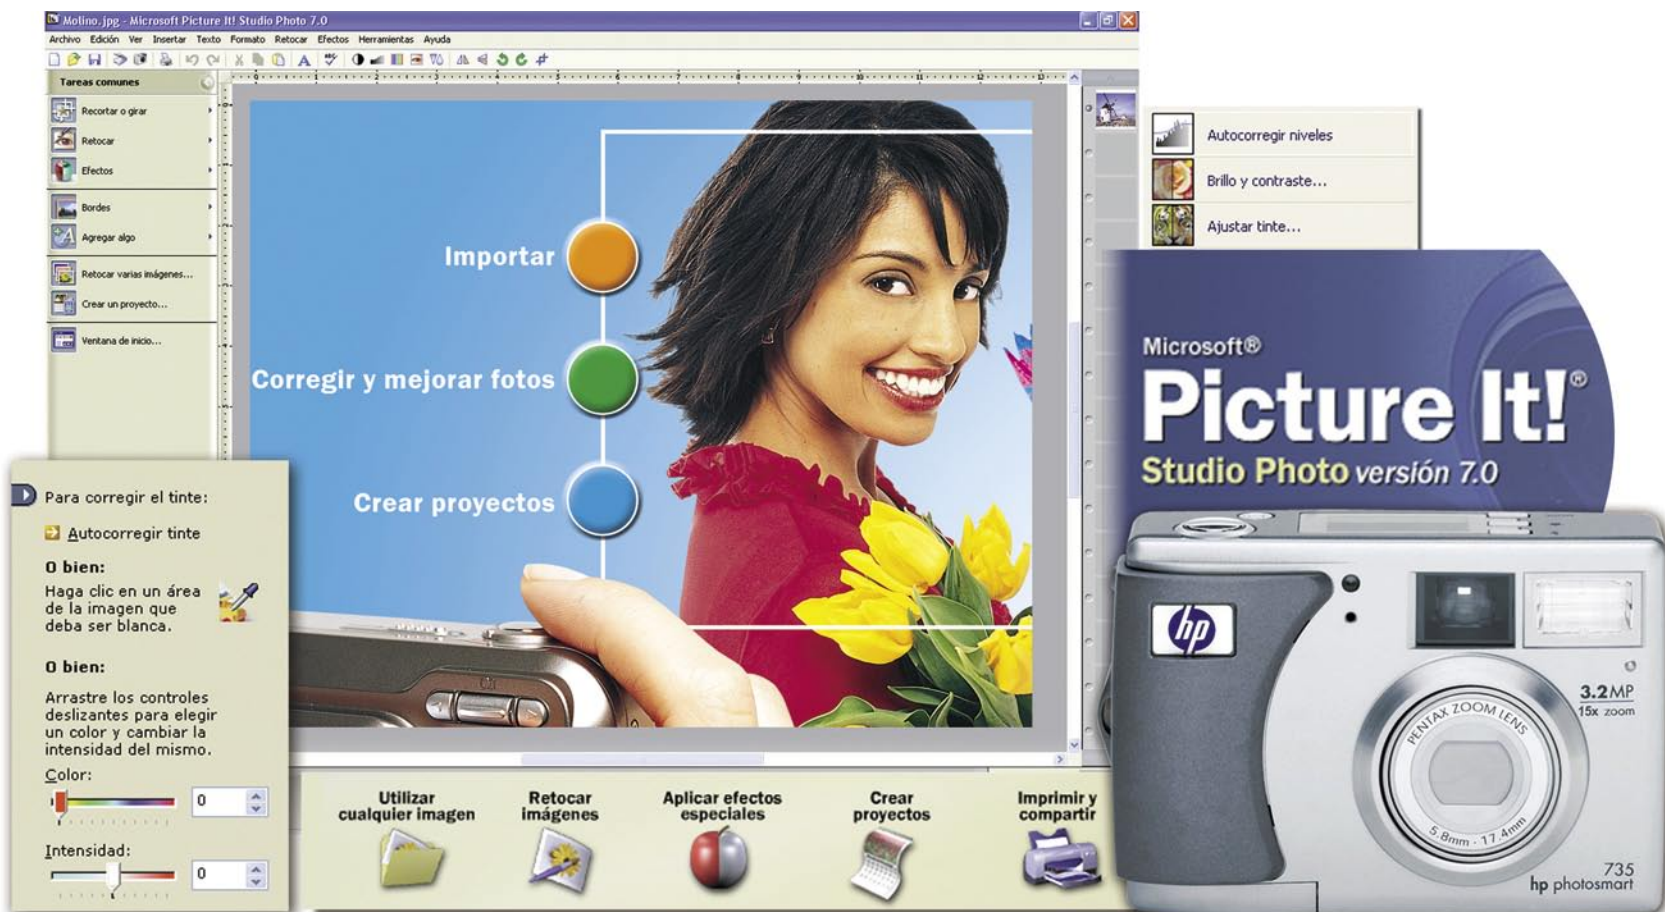 Molino.jpg - Microsoft Picture It! Studio Photo 7.0
Archivo Edición Ver Insertar Texto Formato Retocar Efectos Herramientas Ayuda
Tareas comunes
Recortar o girar
Retocar
Efectos
Bordes
Agregar algo
Retocar varias imágenes...
Crear un proyecto...
Ventana de inicio...
Importar
Corregir y mejorar fotos
Crear proyectos
Autocorregir niveles
Brillo y contraste...
Ajustar tinte...
Microsoft®
Picture It!®
Studio Photo versión 7.0
Para corregir el tinte:
Autocorregir tinte
O bien:
Haga clic en un área
de la imagen que
deba ser blanca.
O bien:
Arrastre los controles
deslizantes para elegir
un color y cambiar la
intensidad del mismo.
Color:
0
Intensidad:
0
Utilizar
cualquier imagen
Retocar
imágenes
Aplicar efectos
especiales
Crear
proyectos
Imprimir y
compartir
hp
3.2MP
15x zoom
PENTAX ZOOM LENS
5.8mm - 17.4mm
735
hp photosmart